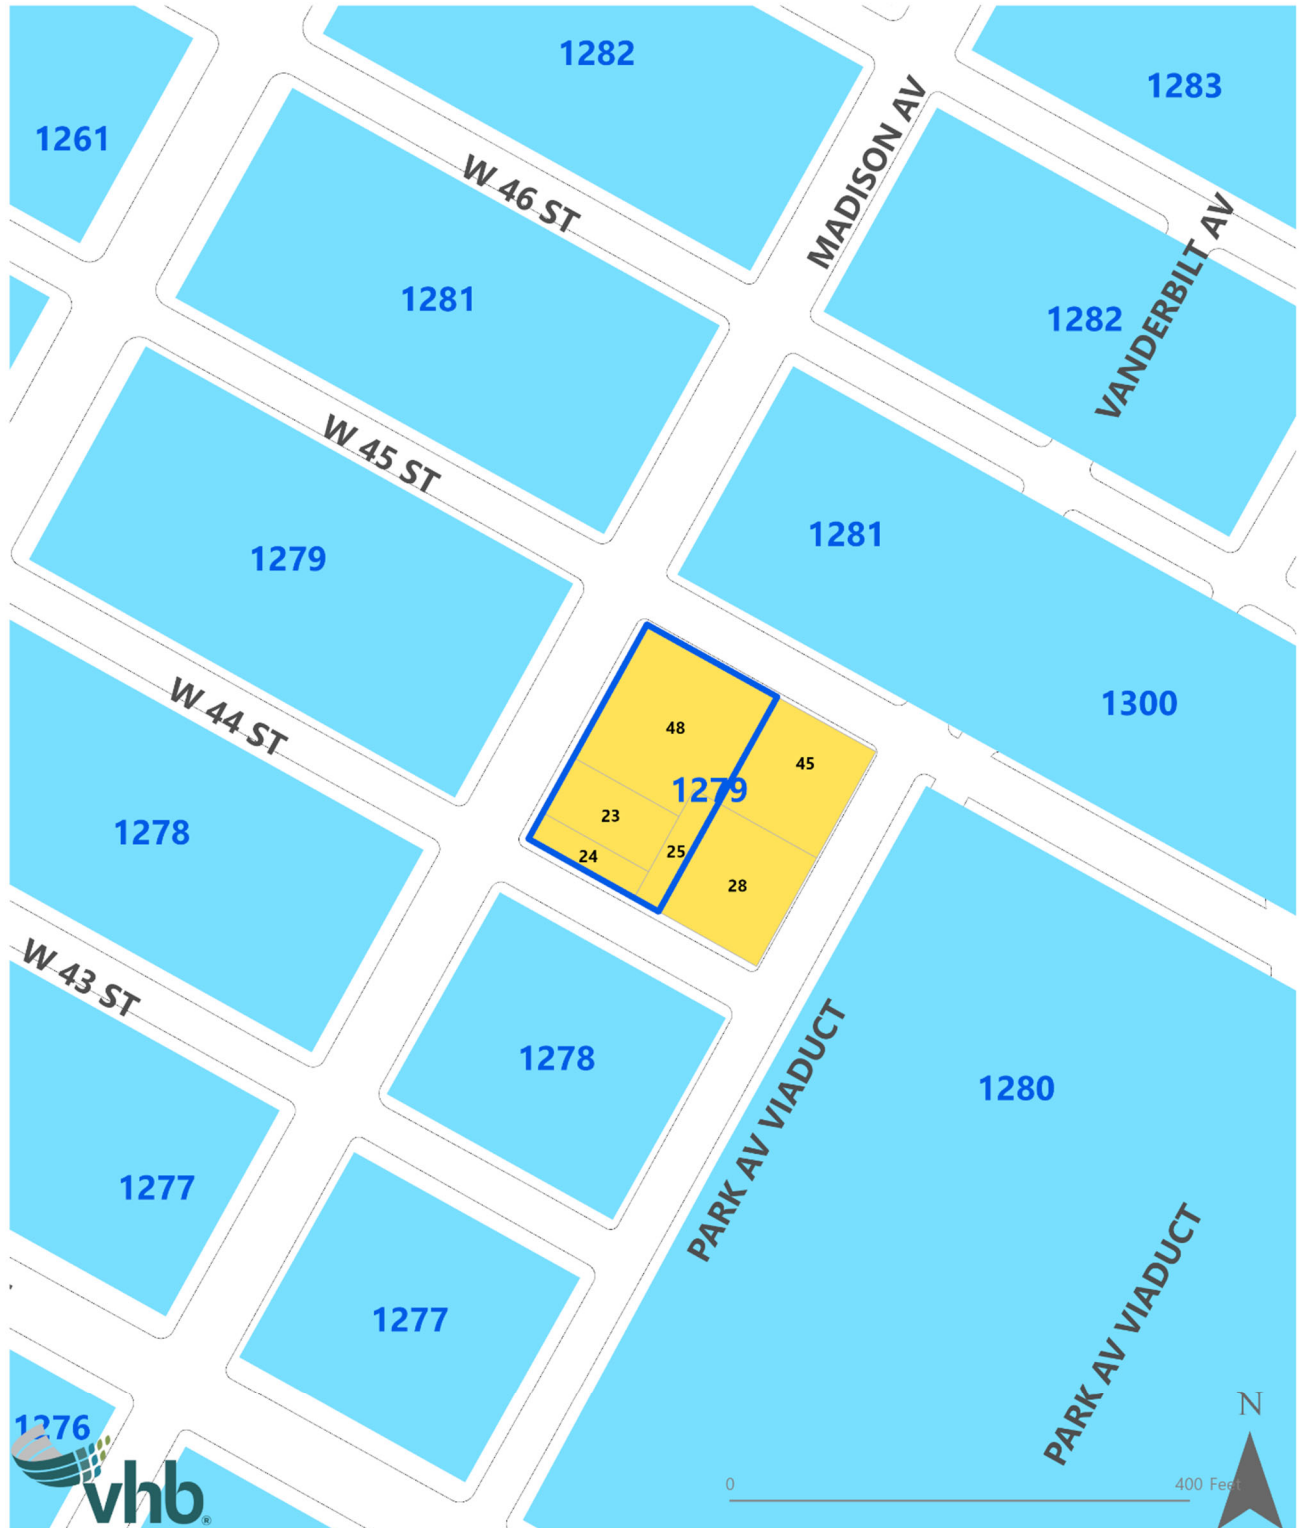 1282
1283
1261
MADISON AV
W 46 ST
VANDERBILT AV
1281
1282
W 45 ST
1281
1279
W 44 ST
1300
48
45
1279
23
1278
25
24
28
W 43 ST
PARK AV VIADUCT
1278
1280
1277
PARK AV VIADUCT
1277
N
1276
0 400 Feet
vhb®